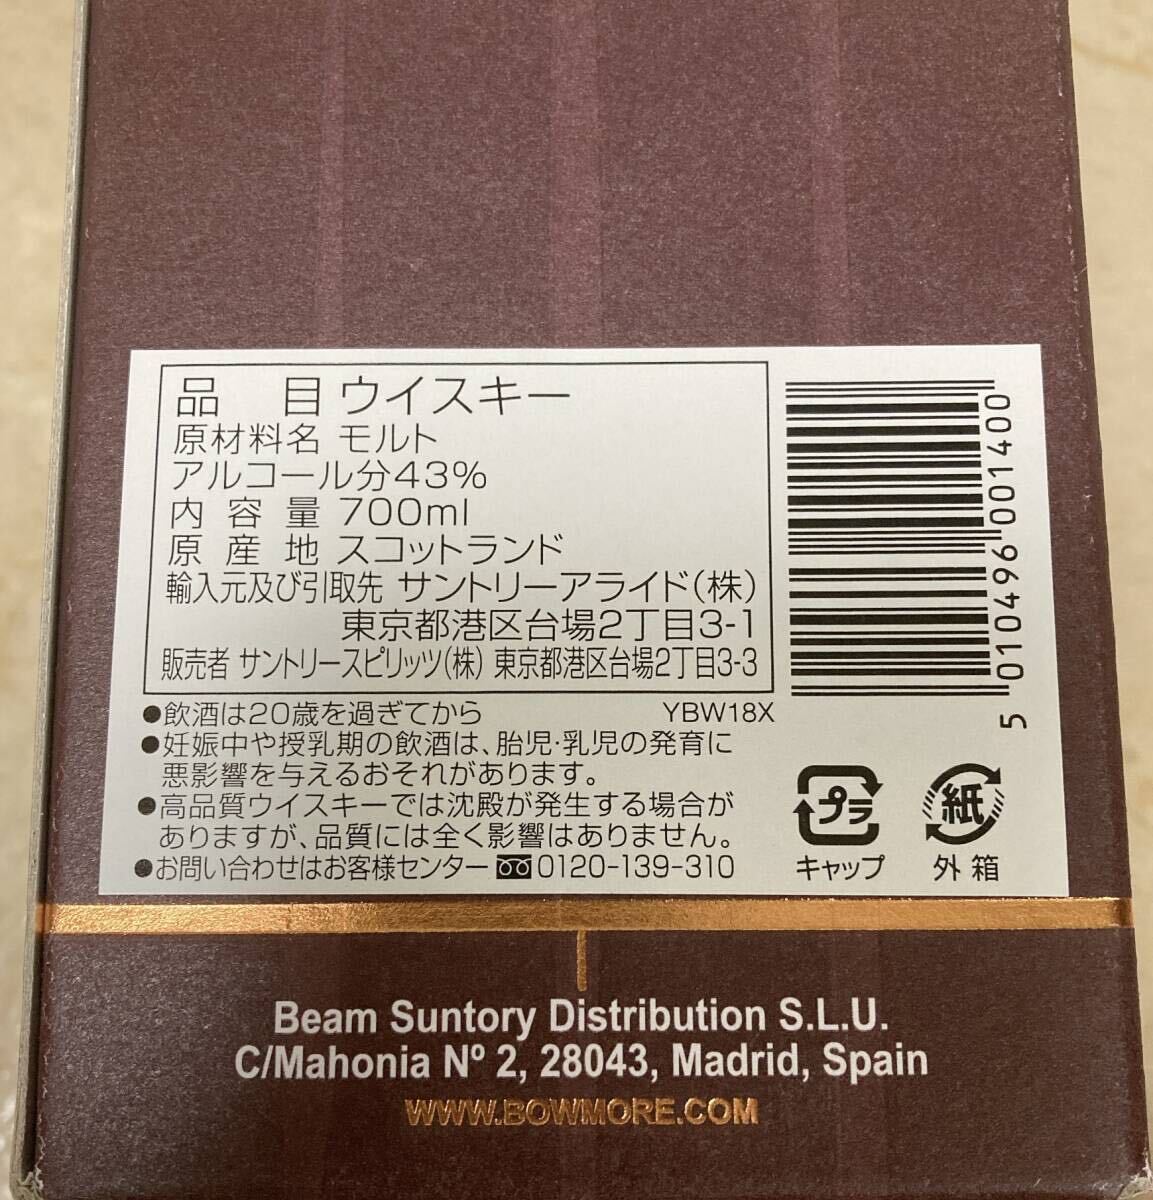 品 目 ウイスキー
原材料名 モルト
アルコール分43%
内 容 量 700ml
原 産 地 スコットランド
輸入元及び引取先 サントリーアライド(株)
東京都港区台場2丁目3-1
販売者 サントリースピリッツ(株) 東京都港区台場2丁目3-3
●飲酒は20歳を過ぎてから YBW18X
●妊娠中や授乳期の飲酒は、胎児・乳児の発育に
悪影響を与えるおそれがあります。
●高品質ウイスキーでは沈殿が発生する場合が
ありますが、品質には全く影響はありません。
●お問い合わせはお客様センター 0120-139-310
5 010496 001400
プラ
キャップ
紙
外箱
Beam Suntory Distribution S.L.U.
C/Mahonia Nº 2, 28043, Madrid, Spain
WWW.BOWMORE.COM